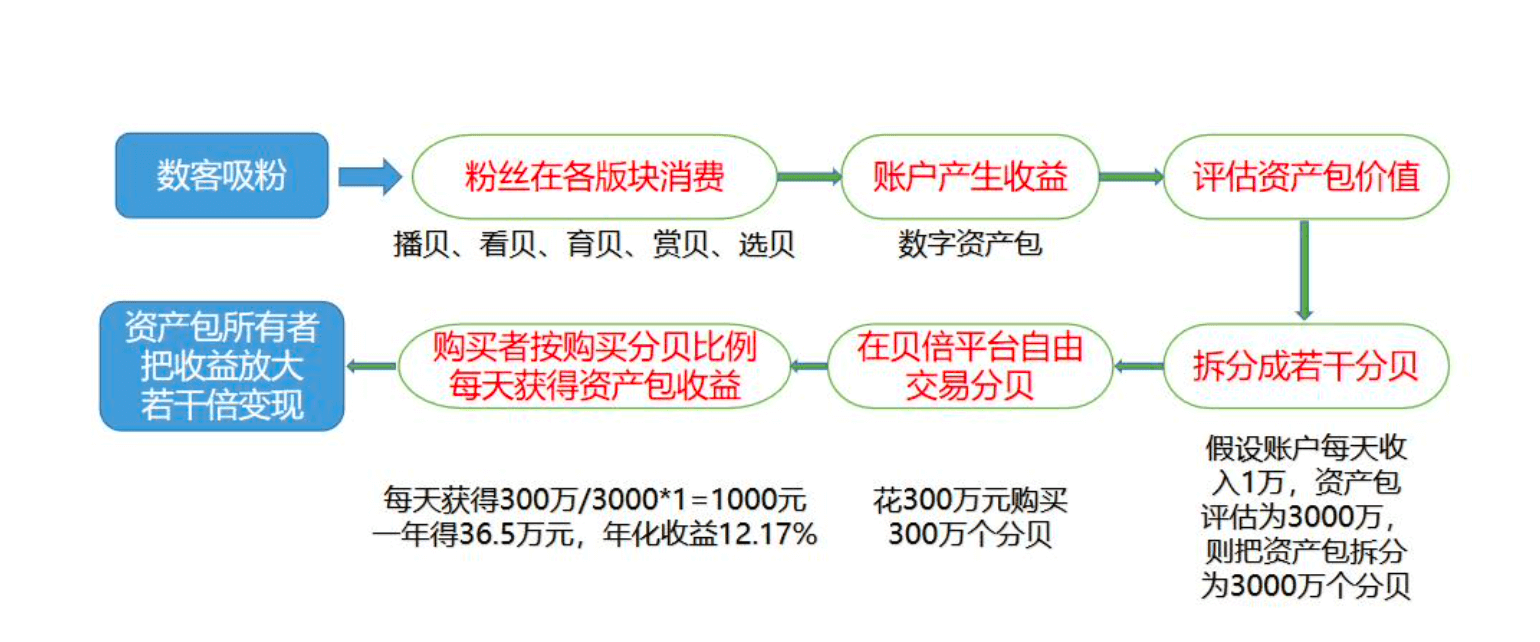 数客吸粉
粉丝在各版块消费
播贝、看贝、育贝、赏贝、选贝
账户产生收益
数字资产包
评估资产包价值
拆分成若干分贝
假设账户每天收
入1万，资产包
评估为3000万，
则把资产包拆分
为3000万个分贝
在贝倍平台自由
交易分贝
花300万元购买
300万个分贝
购买者按购买分贝比例
每天获得资产包收益
每天获得300万/3000*1=1000元
一年得36.5万元，年化收益12.17%
资产包所有者
把收益放大
若干倍变现